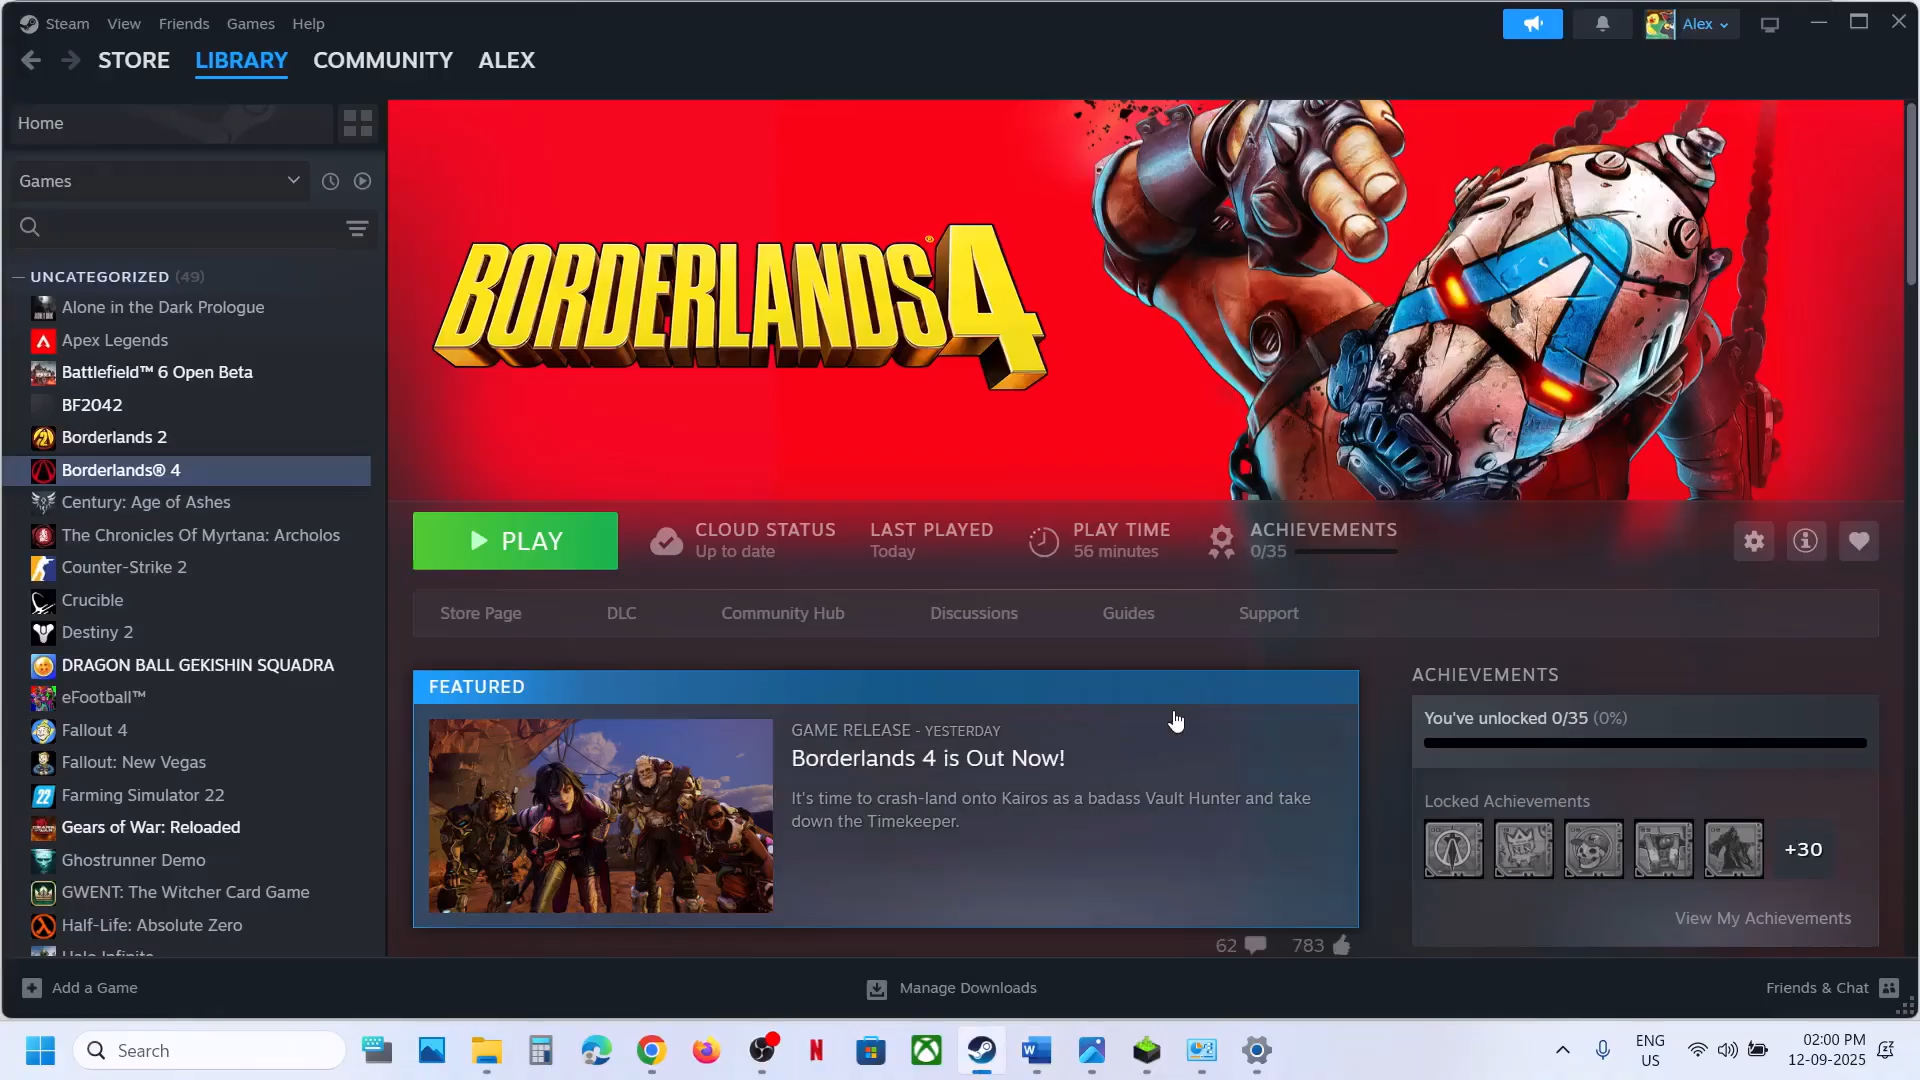 Steam View Friends Games Help
Alex
STORE LIBRARY COMMUNITY ALEX
Home
Games
UNCATEGORIZED (49)
Alone in the Dark Prologue
Apex Legends
Battlefield™ 6 Open Beta
BF2042
Borderlands 2
Borderlands® 4
Century: Age of Ashes
The Chronicles Of Myrtana: Archolos
Counter-Strike 2
Crucible
Destiny 2
DRAGON BALL GEKISHIN SQUADRA
eFootball™
Fallout 4
Fallout: New Vegas
Farming Simulator 22
Gears of War: Reloaded
Ghostrunner Demo
GWENT: The Witcher Card Game
Half-Life: Absolute Zero
Halo Infinite
BORDERLANDS® 4
PLAY
CLOUD STATUS
Up to date
LAST PLAYED
Today
PLAY TIME
56 minutes
ACHIEVEMENTS
0/35
Store Page DLC Community Hub Discussions Guides Support
FEATURED
GAME RELEASE - YESTERDAY
Borderlands 4 is Out Now!
It's time to crash-land onto Kairos as a badass Vault Hunter and take
down the Timekeeper.
62 783
ACHIEVEMENTS
You've unlocked 0/35 (0%)
Locked Achievements
+30
View My Achievements
Add a Game
Manage Downloads
Friends & Chat
Search
ENG
US
02:00 PM
12-09-2025